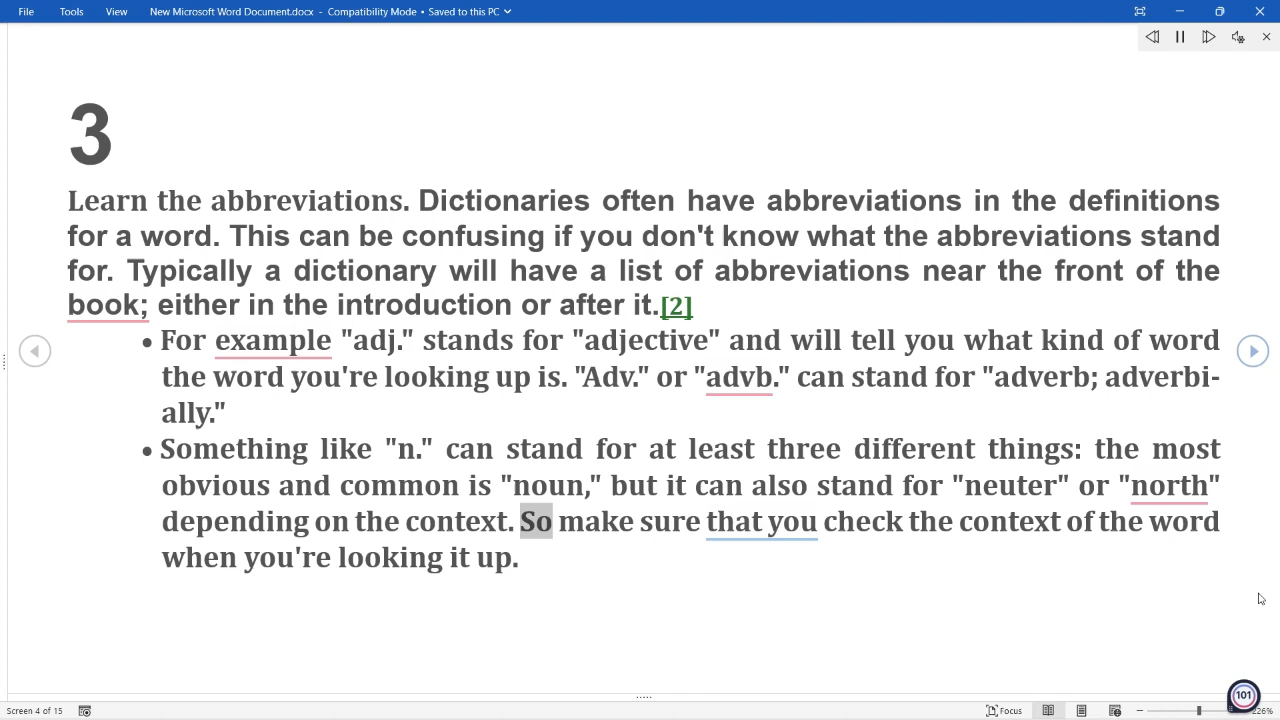 File Tools View New Microsoft Word Document.docx - Compatibility Mode • Saved to this PC
3
Learn the abbreviations. Dictionaries often have abbreviations in the definitions
for a word. This can be confusing if you don't know what the abbreviations stand
for. Typically a dictionary will have a list of abbreviations near the front of the
book; either in the introduction or after it.[2]
• For example "adj." stands for "adjective" and will tell you what kind of word
the word you're looking up is. "Adv." or "advb." can stand for "adverb; adverbi-
ally."
• Something like "n." can stand for at least three different things: the most
obvious and common is "noun," but it can also stand for "neuter" or "north"
depending on the context. So make sure that you check the context of the word
when you're looking it up.
101
Screen 4 of 15 Focus 226%